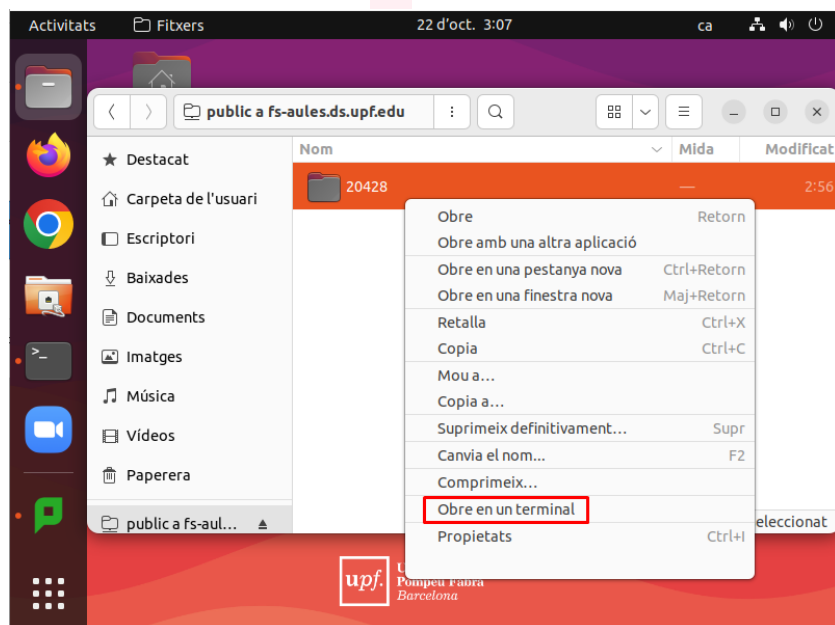 Activitats Fitxers 22 d'oct. 3:07 ca
public a fs-aules.ds.upf.edu
Nom Mida Modificat
Destacat
Carpeta de l'usuari
Escriptori
Baixades
Documents
Imatges
Música
Vídeos
Paperera
public a fs-aul...
20428 — 2:56
Obre Retorn
Obre amb una altra aplicació
Obre en una pestanya nova Ctrl+Retorn
Obre en una finestra nova Maj+Retorn
Retalla Ctrl+X
Copia Ctrl+C
Mou a...
Copia a...
Suprimeix definitivament... Supr
Canvia el nom... F2
Comprimeix...
Obre en un terminal
Propietats Ctrl+I
eleccionat
upf.
Pompeu Fabra
Barcelona